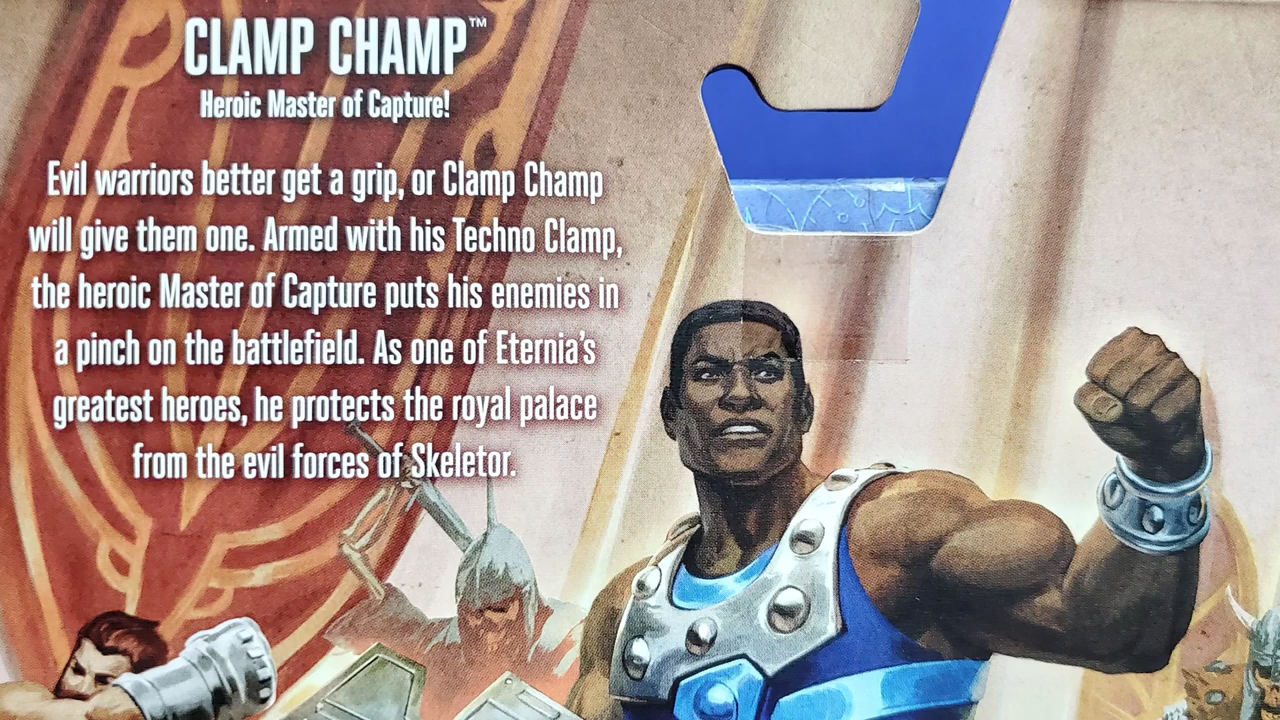 CLAMP CHAMP™
Heroic Master of Capture!
Evil warriors better get a grip, or Clamp Champ
will give them one. Armed with his Techno Clamp,
the heroic Master of Capture puts his enemies in
a pinch on the battlefield. As one of Eternia's
greatest heroes, he protects the royal palace
from the evil forces of Skeletor.